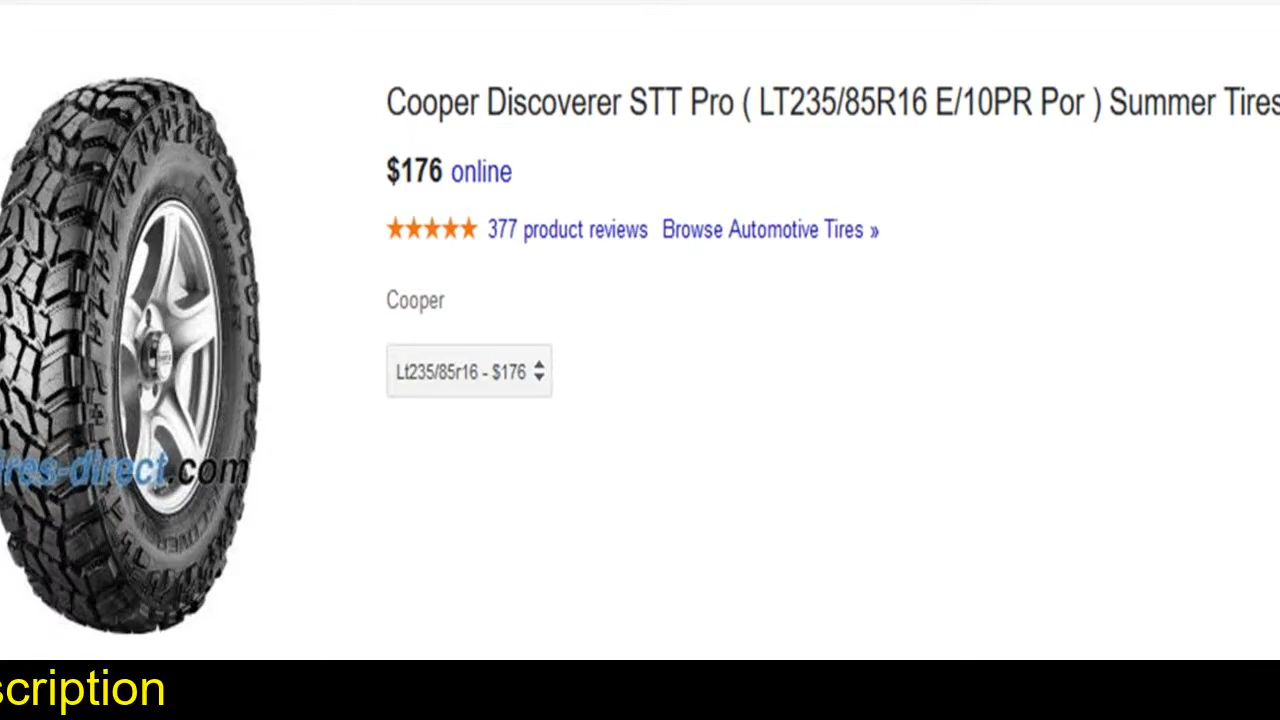 Cooper Discoverer STT Pro ( LT235/85R16 E/10PR Por ) Summer Tires
$176 online
377 product reviews Browse Automotive Tires »
Cooper
Lt235/85r16 - $176
ires-direct.com
scription